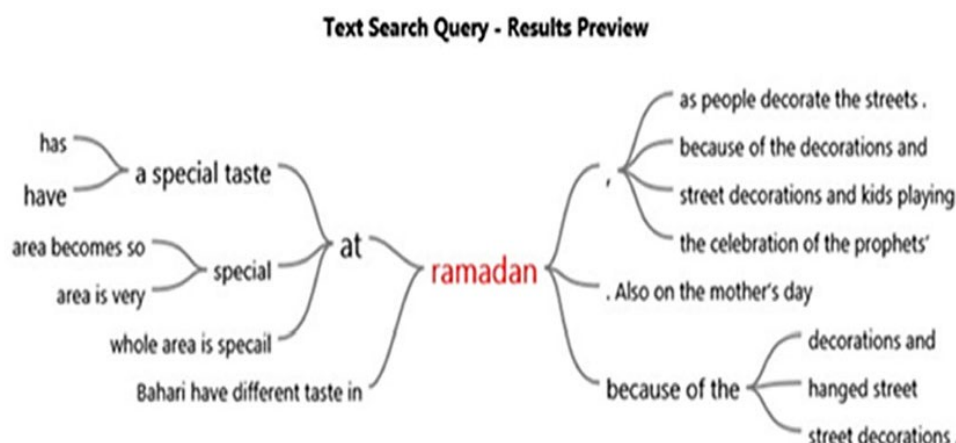 Text Search Query - Results Preview
has
have
a special taste
area becomes so
area is very
special
whole area is specail
at
Bahari have different taste in
ramadan
,
as people decorate the streets .
because of the decorations and
street decorations and kids playing
the celebration of the prophets'
. Also on the mother's day
because of the
decorations and
hanged street
street decorations .